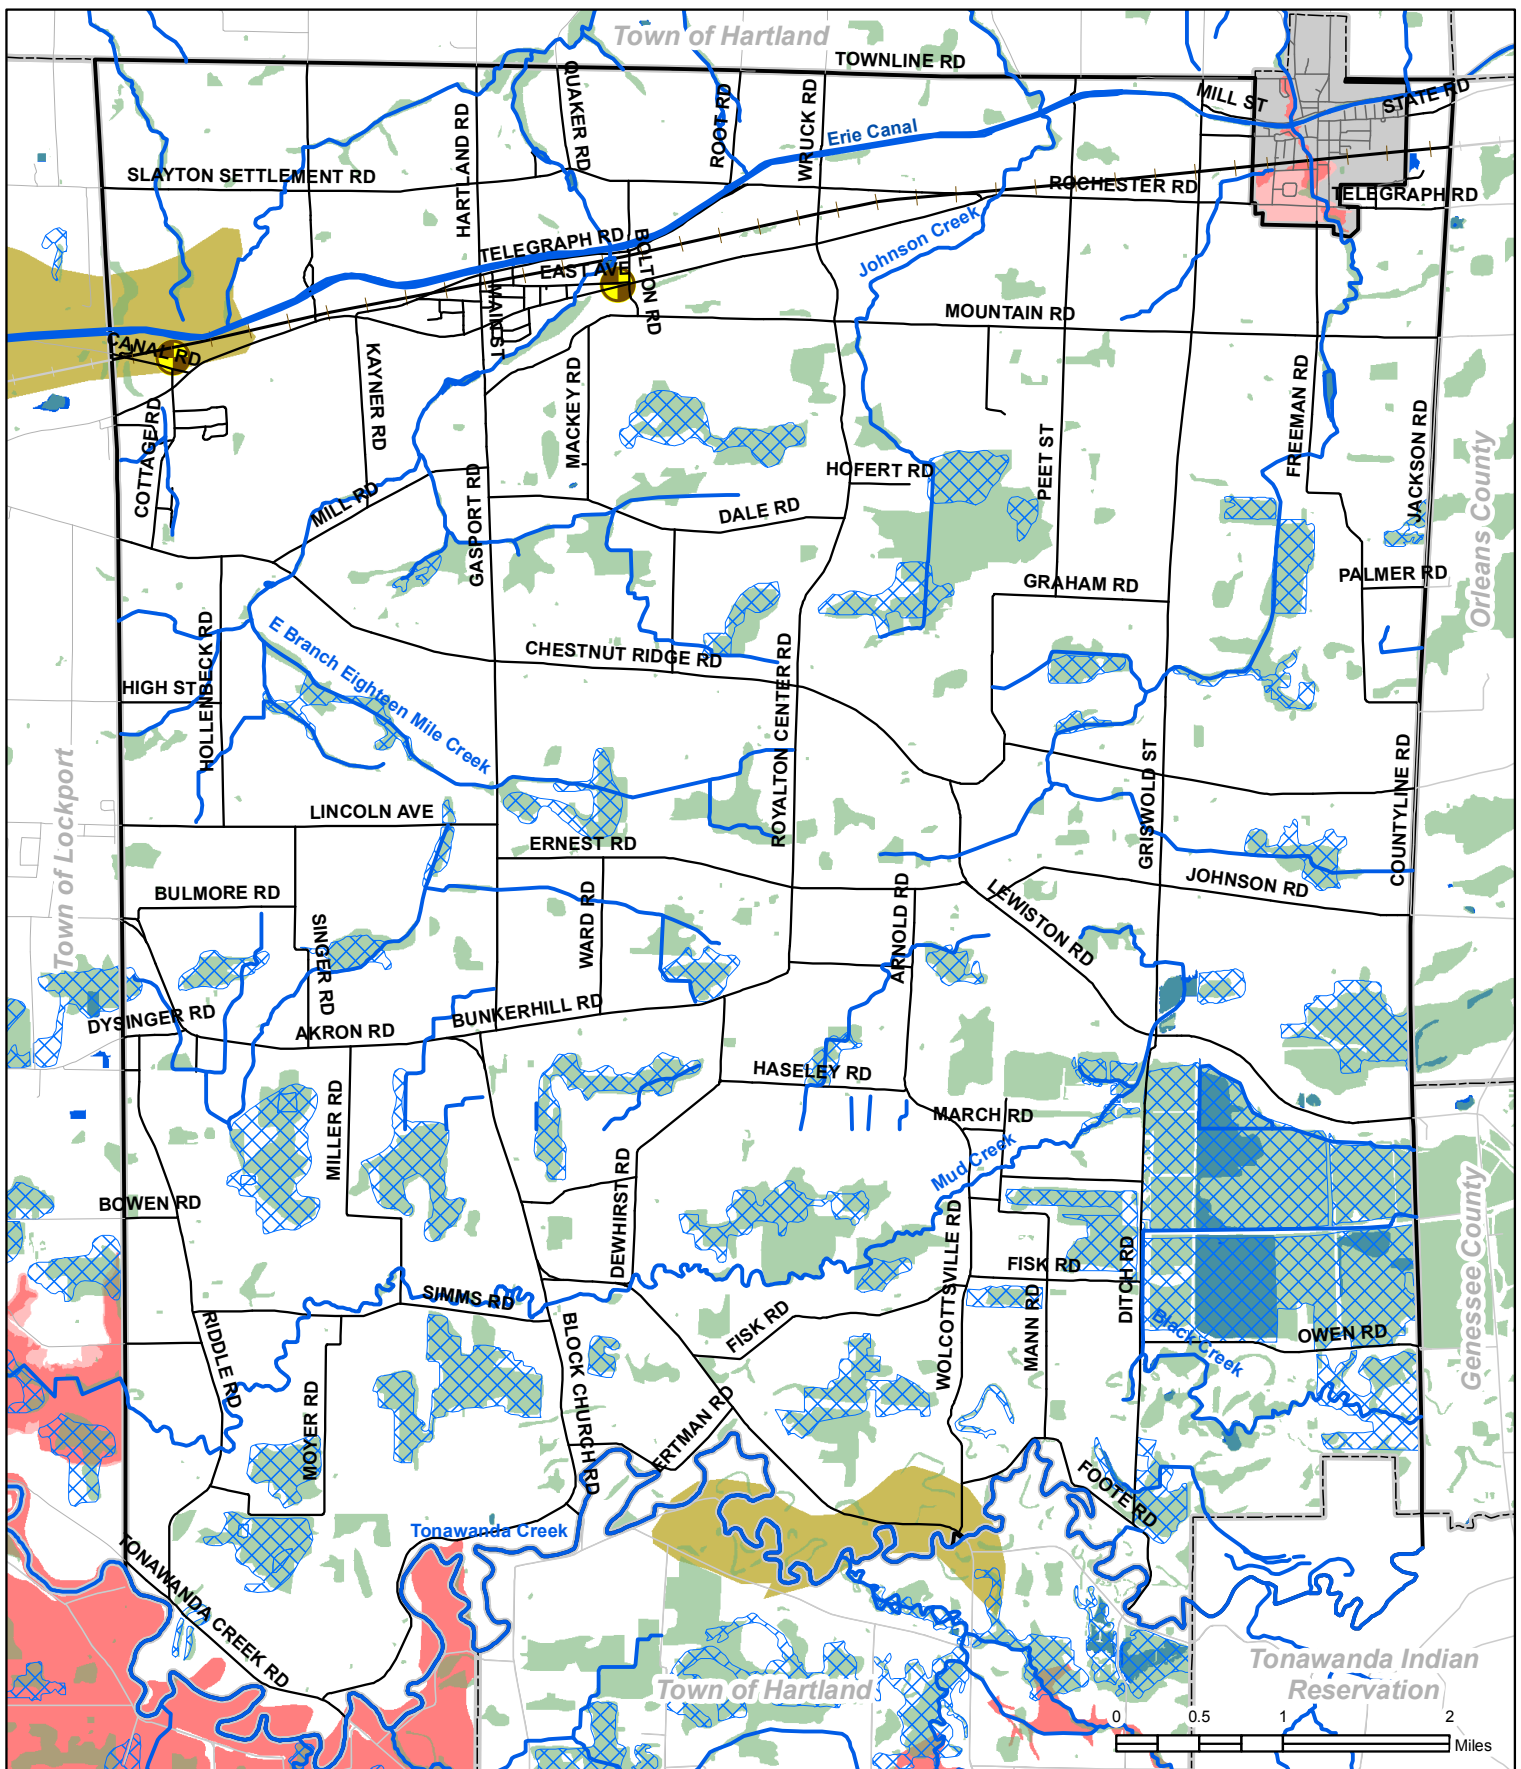 Town of Hartland
TOWNLINE RD
QUAKER RD
HARTLAND RD
ROOT RD
WRUCK RD
MILL ST
STATE RD
Erie Canal
SLAYTON SETTLEMENT RD
ROCHESTER RD
TELEGRAPH RD
TELEGRAPH RD
EAST AVE
BOLTON RD
Johnson Creek
MAIN ST
MOUNTAIN RD
CANAL RD
KAYNER RD
MACKEY RD
FREEMAN RD
JACKSON RD
COTTAGE RD
PEET ST
HOFERT RD
MILL RD
GASPORT RD
DALE RD
Orleans County
GRAHAM RD
PALMER RD
HOLLENBECK RD
E Branch Eighteen Mile Creek
CHESTNUT RIDGE RD
HIGH ST
ROYALTON CENTER RD
Town of Lockport
GRISWOLD ST
COUNTYLINE RD
LINCOLN AVE
ERNEST RD
BULMORE RD
SINGER RD
WARD RD
ARNOLD RD
LEWISTON RD
JOHNSON RD
DYSINGER RD
AKRON RD
BUNKERHILL RD
HASELEY RD
MILLER RD
MARCH RD
Mud Creek
BOWEN RD
DEWHIRST RD
WOLCOTTSVILLE RD
FISK RD
DITCH RD
Genessee County
SIMMS RD
RIDDLE RD
BLOCK CHURCH RD
FISK RD
MANN RD
Black Creek
OWEN RD
MOYER RD
ERTMAN RD
FOOTE RD
Tonawanda Creek
TONAWANDA CREEK RD
Town of Hartland
Tonawanda Indian
Reservation
0 0.5 1 2
Miles